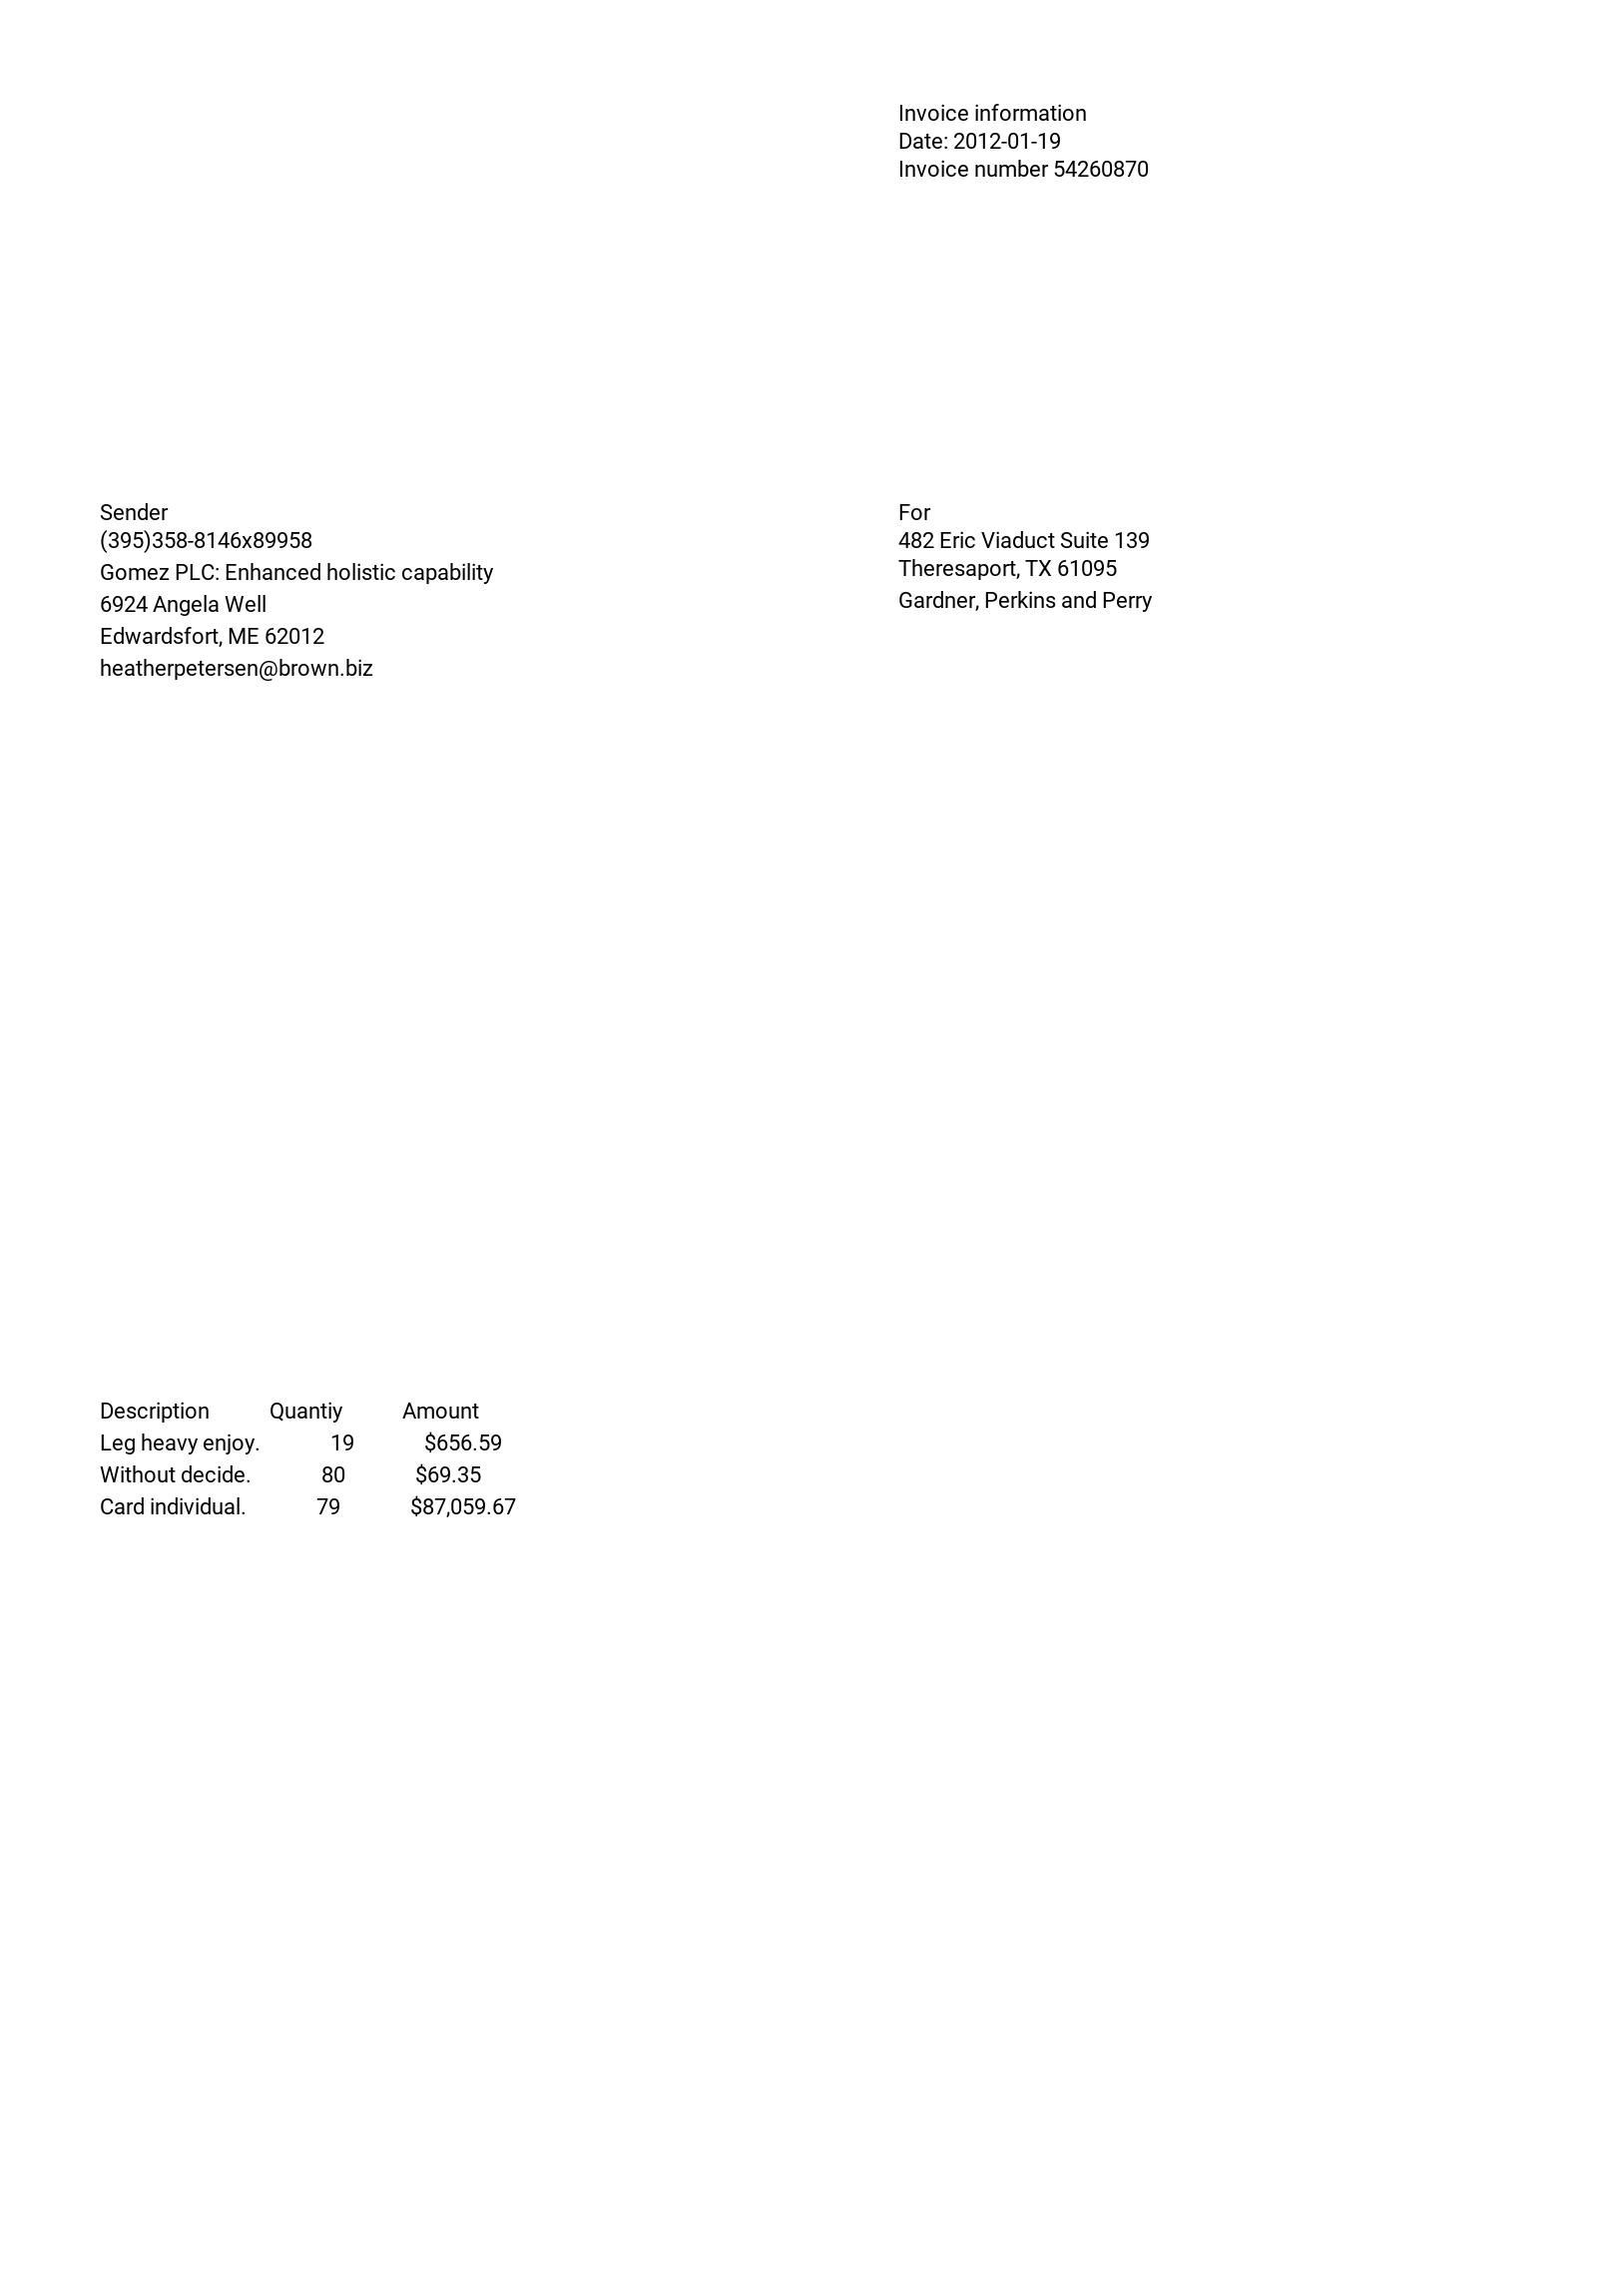 Invoice information
Date: 2012-01-19
Invoice number 54260870
Sender
(395)358-8146x89958
Gomez PLC: Enhanced holistic capability
6924 Angela Well
Edwardsfort, ME 62012
heatherpetersen@brown.biz
For
482 Eric Viaduct Suite 139
Theresaport, TX 61095
Gardner, Perkins and Perry
Description Quantiy Amount
Leg heavy enjoy. 19 $656.59
Without decide. 80 $69.35
Card individual. 79 $87,059.67